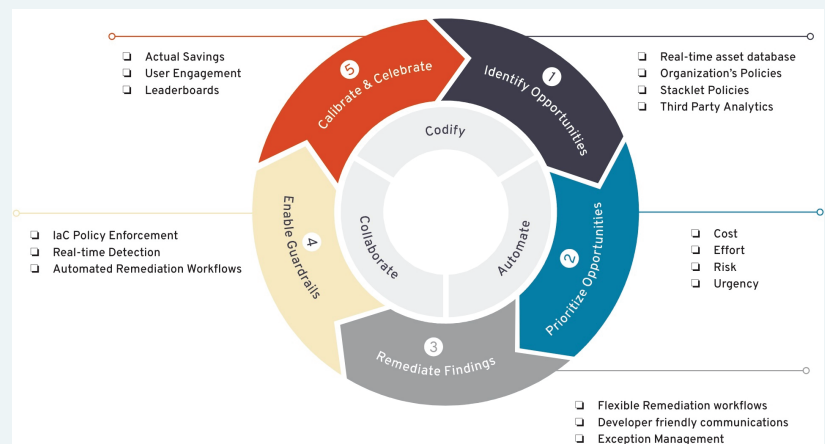 1
Identify Opportunities
Real-time asset database
Organization's Policies
Stacklet Policies
Third Party Analytics
2
Prioritize Opportunities
Cost
Effort
Risk
Urgency
3
Remediate Findings
Flexible Remediation workflows
Developer friendly communications
Exception Management
4
Enable Guardrails
IaC Policy Enforcement
Real-time Detection
Automated Remediation Workflows
5
Calibrate & Celebrate
Actual Savings
User Engagement
Leaderboards
Codify
Automate
Collaborate